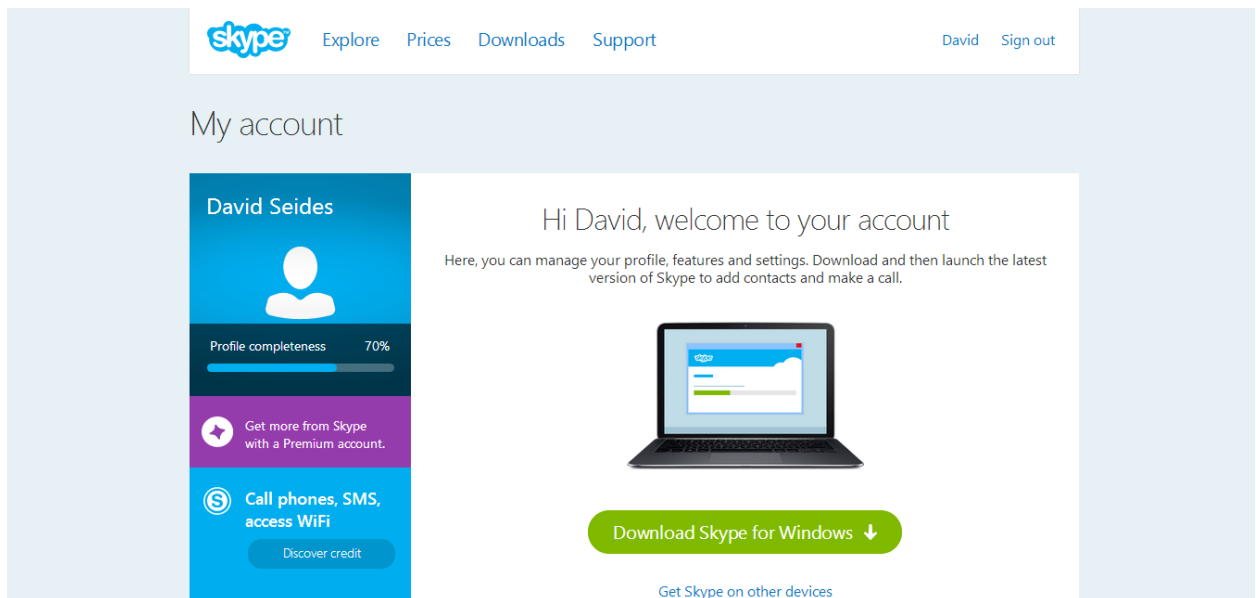 skype Explore Prices Downloads Support David Sign out
My account
David Seides
Profile completeness 70%
Get more from Skype
with a Premium account.
Call phones, SMS,
access WiFi
Discover credit
Hi David, welcome to your account
Here, you can manage your profile, features and settings. Download and then launch the latest
version of Skype to add contacts and make a call.
skype
Download Skype for Windows
Get Skype on other devices